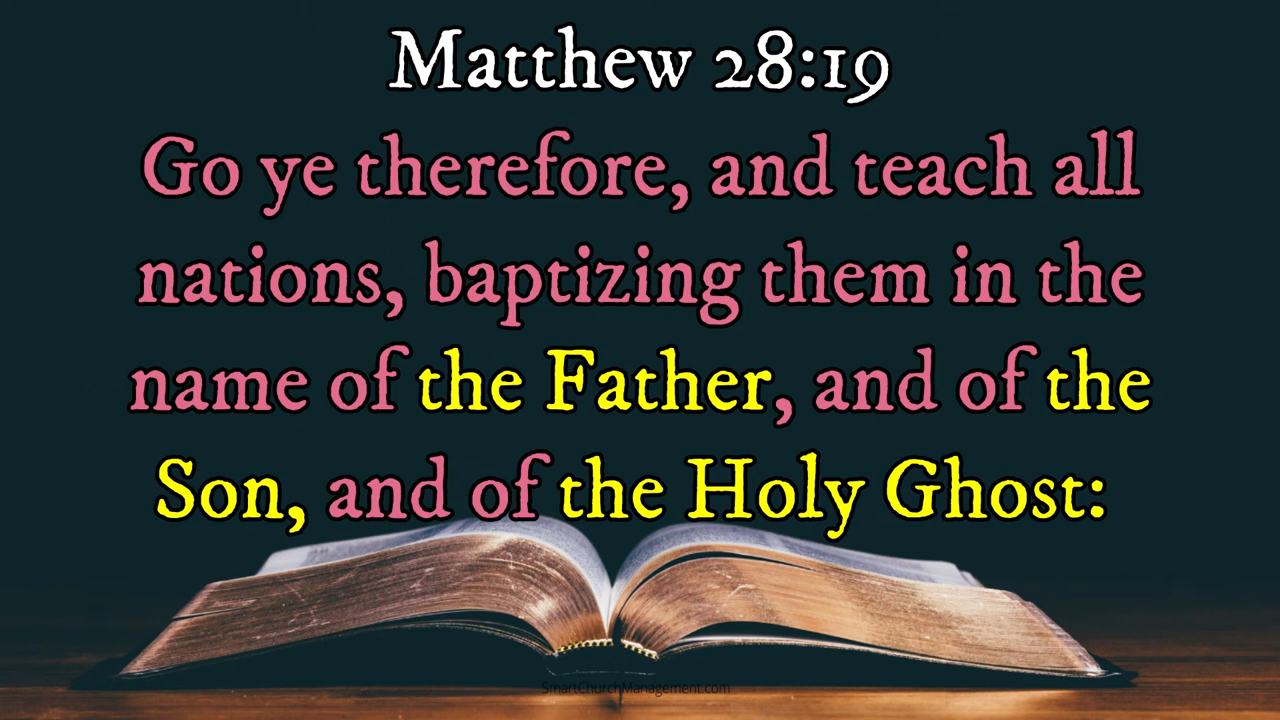 Matthew 28:19
Go ye therefore, and teach all
nations, baptizing them in the
name of the Father, and of the
Son, and of the Holy Ghost:
SmartChurchManagement.com